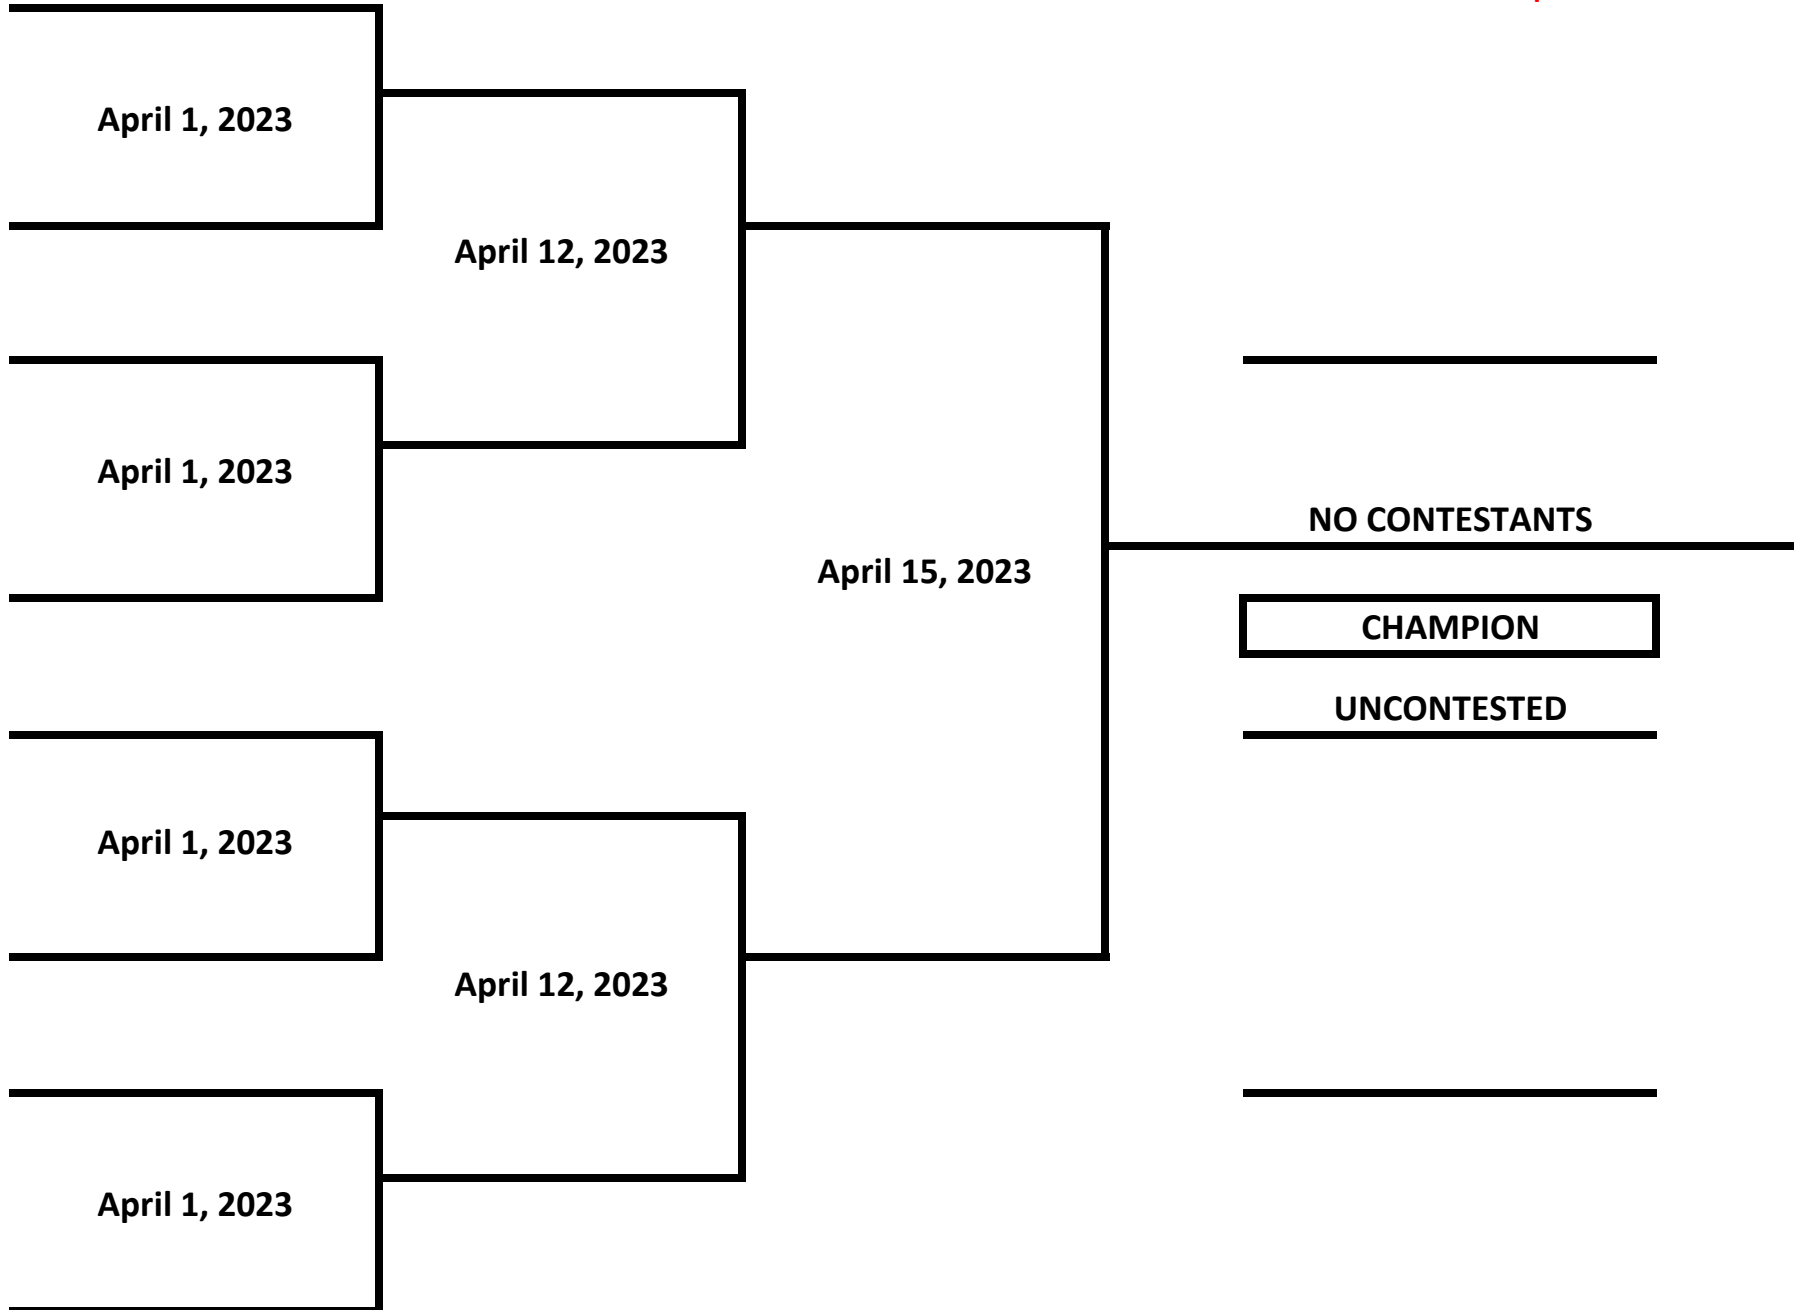 April 1, 2023
April 12, 2023
April 1, 2023
NO CONTESTANTS
April 15, 2023
CHAMPION
UNCONTESTED
April 1, 2023
April 12, 2023
April 1, 2023